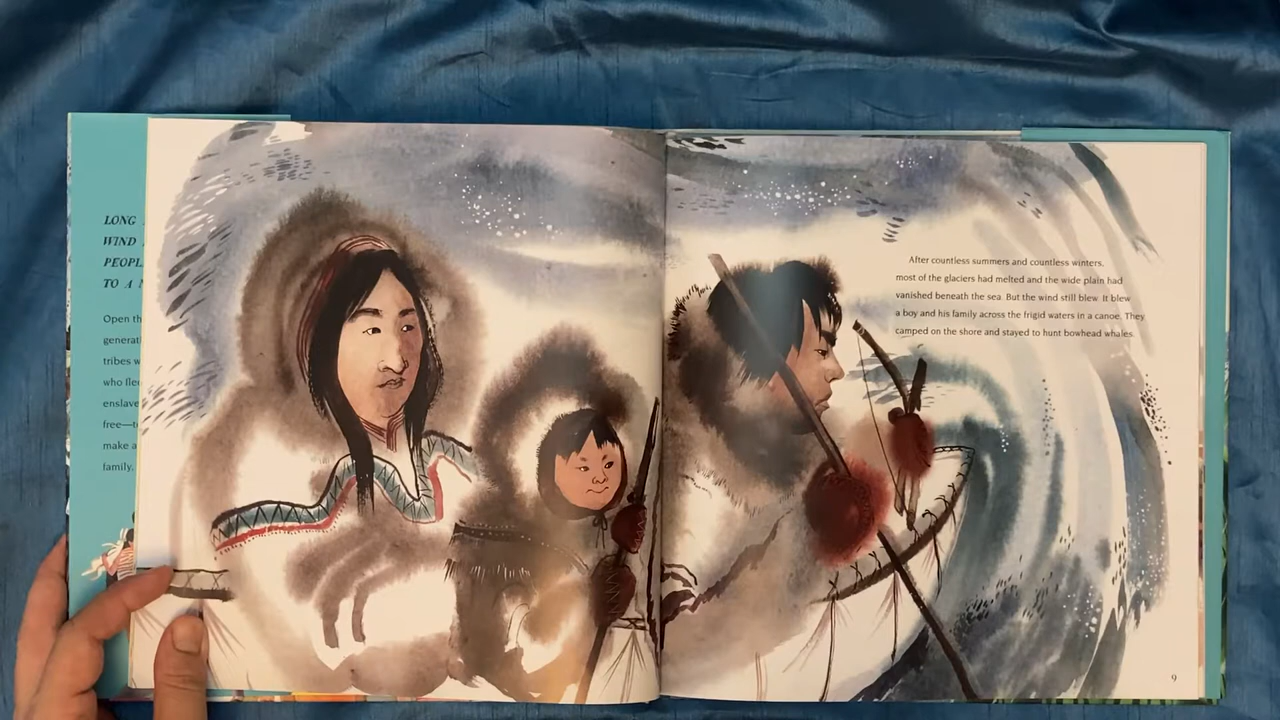 LONG
WIND
PEOPL
TO A
Open th
generat
tribes w
who fle
enslave
free—t
make a
family.
After countless summers and countless winters,
most of the glaciers had melted and the wide plain had
vanished beneath the sea. But the wind still blew. It blew
a boy and his family across the frigid waters in a canoe. They
camped on the shore and stayed to hunt bowhead whales.
9